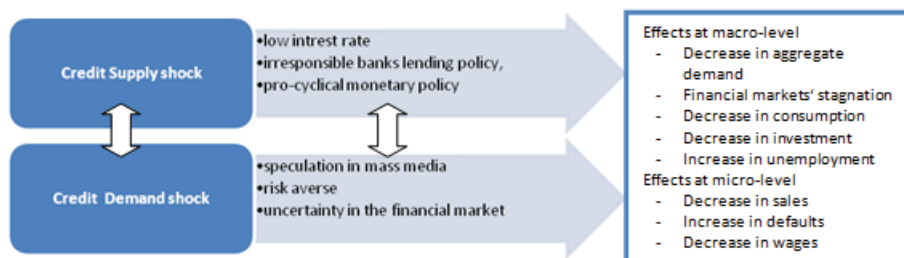 Credit Supply shock
•low intrest rate
•irresponsible banks lending policy,
•pro-cyclical monetary policy
Credit Demand shock
•speculation in mass media
•risk averse
•uncertainty in the financial market
Effects at macro-level
- Decrease in aggregate
demand
- Financial markets' stagnation
- Decrease in consumption
- Decrease in investment
- Increase in unemployment
Effects at micro-level
- Decrease in sales
- Increase in defaults
- Decrease in wages